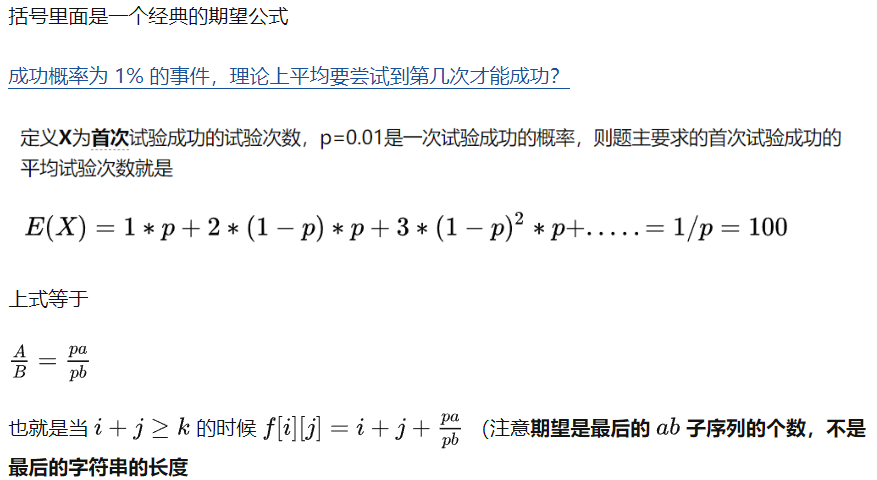 括号里面是一个经典的期望公式
成功概率为 1% 的事件，理论上平均要尝试到第几次才能成功？
定义X为首次试验成功的试验次数，p=0.01是一次试验成功的概率，则题主要求的首次试验成功的
平均试验次数就是
E(X) = 1 * p + 2 * (1 − p) * p + 3 * (1 − p)² * p+. . . . . = 1/p = 100
上式等于
A/B = pa/pb
也就是当 i + j ≥ k 的时候 f[i][j] = i + j + pa/pb （注意期望是最后的 ab 子序列的个数，不是
最后的字符串的长度